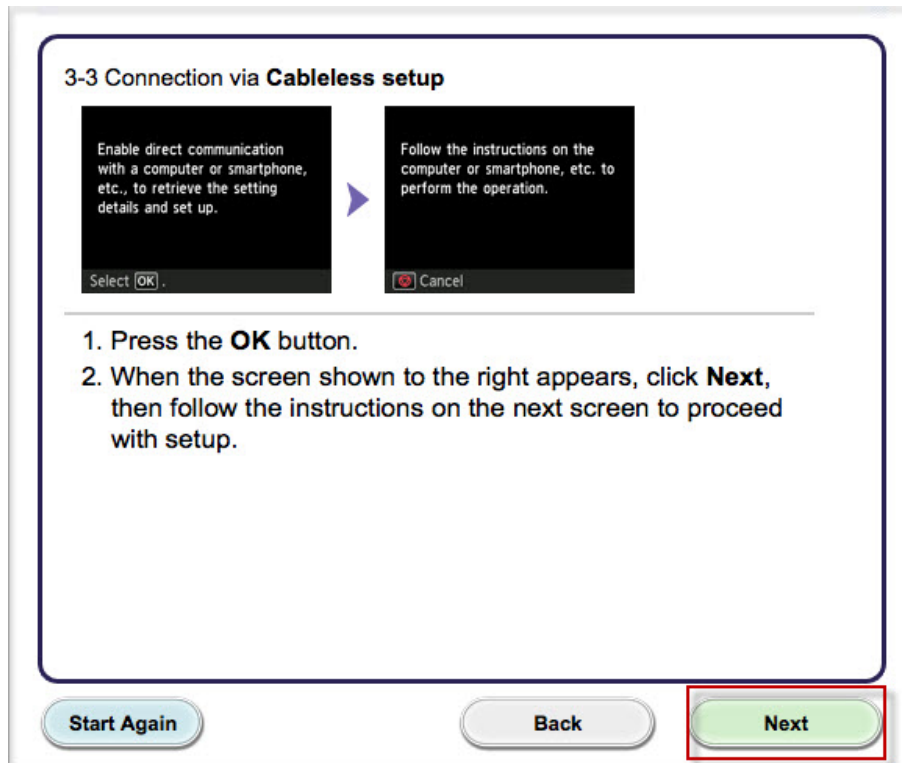 3-3 Connection via Cableless setup
Enable direct communication
with a computer or smartphone,
etc., to retrieve the setting
details and set up.
Select OK .
Follow the instructions on the
computer or smartphone, etc. to
perform the operation.
Cancel
1. Press the OK button.
2. When the screen shown to the right appears, click Next,
then follow the instructions on the next screen to proceed
with setup.
Start Again
Back
Next